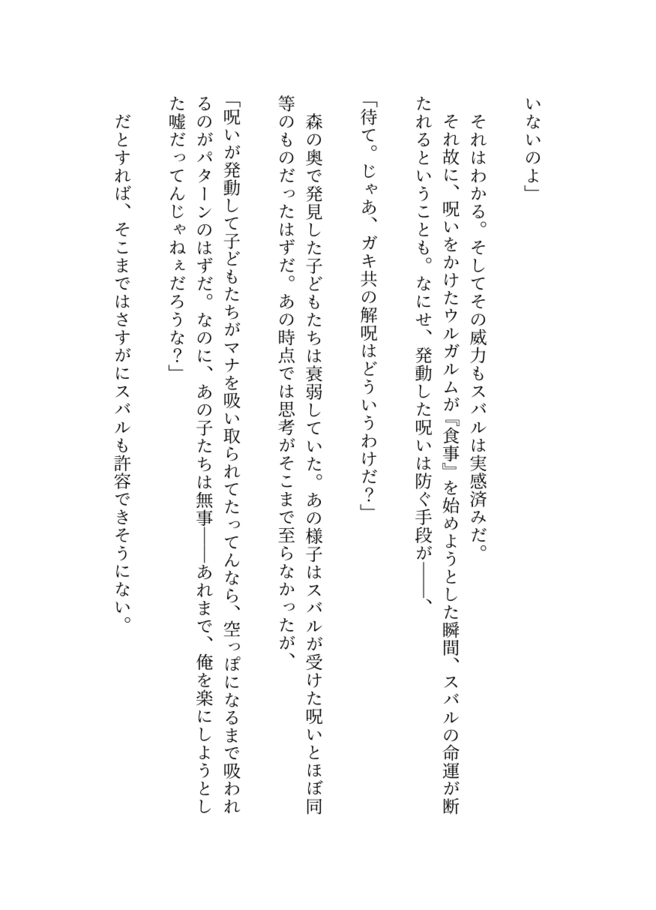 いないのよ」
それはわかる。そしてその威力もスバルは実感済みだ。
それ故に、呪いをかけたウルガルムが『食事』を始めようとした瞬間、スバルの命運が断
たれるということも。なにせ、発動した呪いは防ぐ手段が――、
「待て。じゃあ、ガキ共の解呪はどういうわけだ？」
森の奥で発見した子どもたちは衰弱していた。あの様子はスバルが受けた呪いとほぼ同
等のものだったはずだ。あの時点では思考がそこまで至らなかったが、
「呪いが発動して子どもたちがマナを吸い取られてたってんなら、空っぽになるまで吸われ
るのがパターンのはずだ。なのに、あの子たちは無事――あれまで、俺を楽にしようとし
た嘘だってんじゃねぇだろうな？」
だとすれば、そこまではさすがにスバルも許容できそうにない。